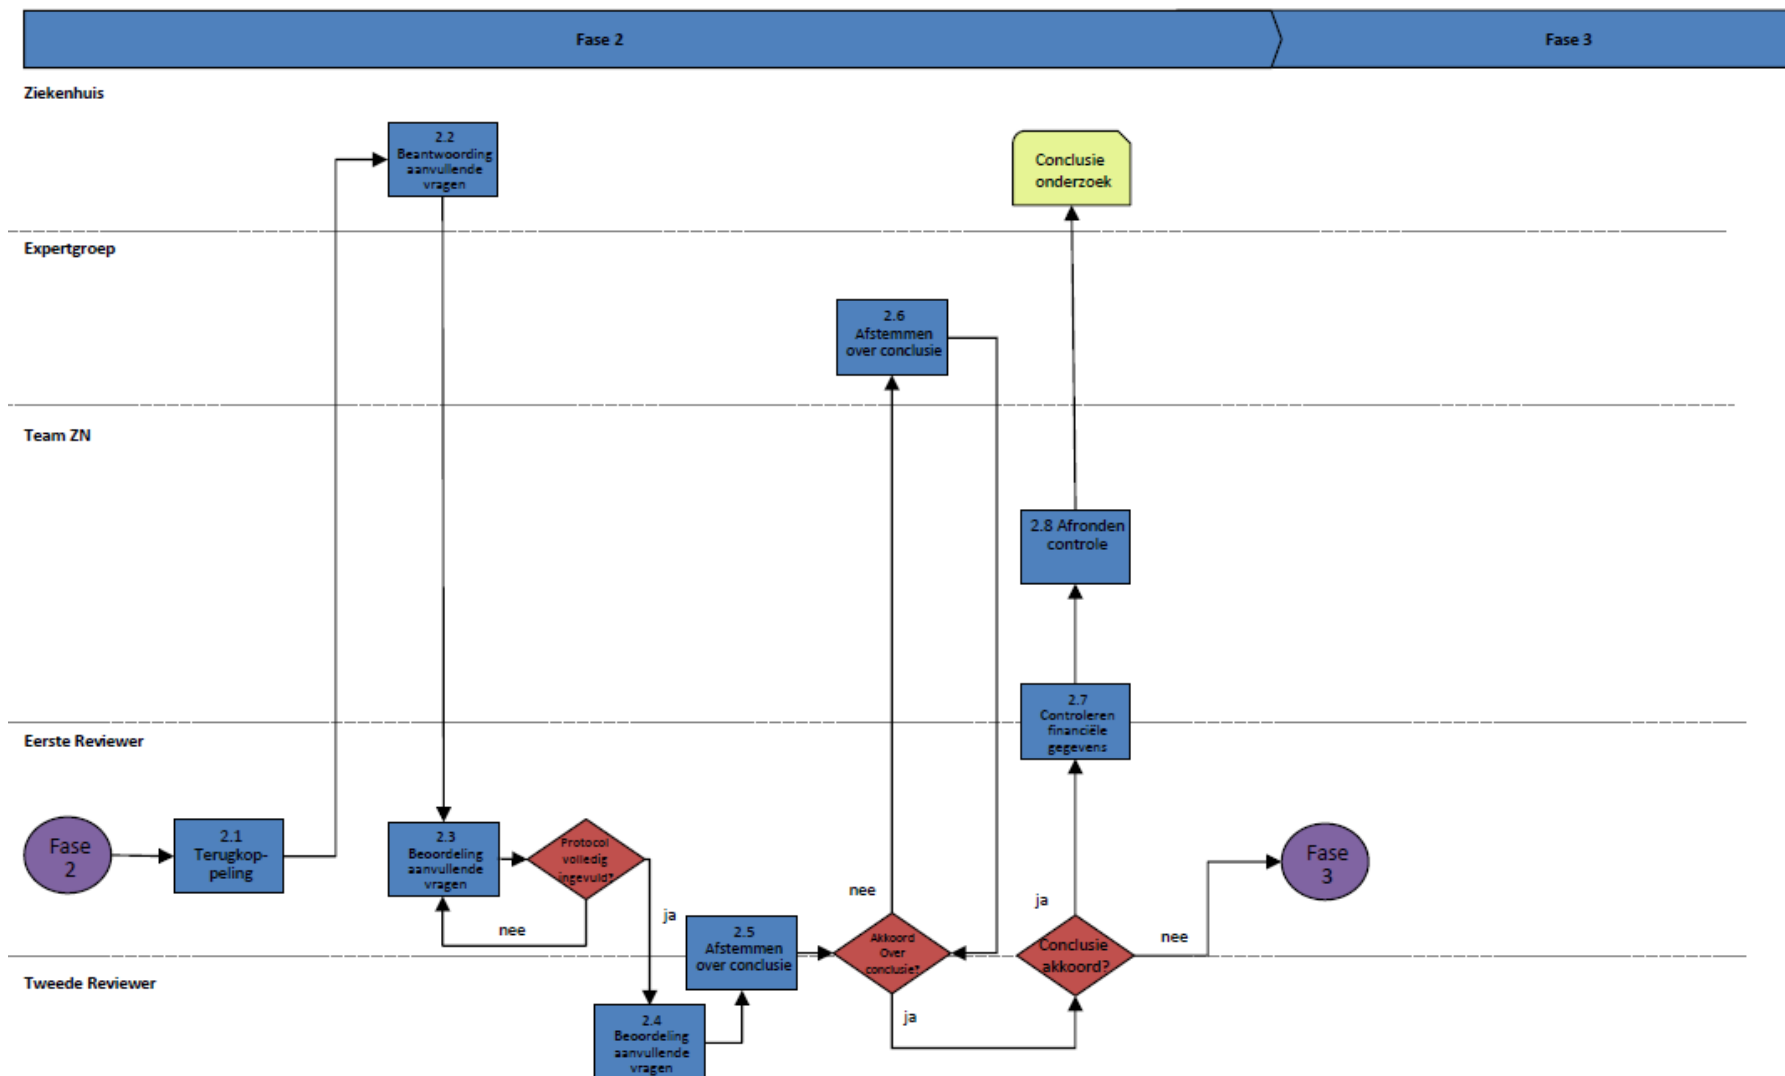 Fase 2
Fase 3
Ziekenhuis
2.2
Beantwoording
aanvullende
vragen
Conclusie
onderzoek
Expertgroep
2.6
Afstemmen
over conclusie
Team ZN
2.8 Afronden
controle
2.7
Controleren
financiële
gegevens
Eerste Reviewer
Fase
2
2.1
Terugkop-
peling
2.3
Beoordeling
aanvullende
vragen
Protocol
volledig
ingevuld?
nee
ja
2.5
Afstemmen
over conclusie
nee
Akkoord
Over
conclusie?
ja
ja
Conclusie
akkoord?
nee
Fase
3
Tweede Reviewer
2.4
Beoordeling
aanvullende
vragen